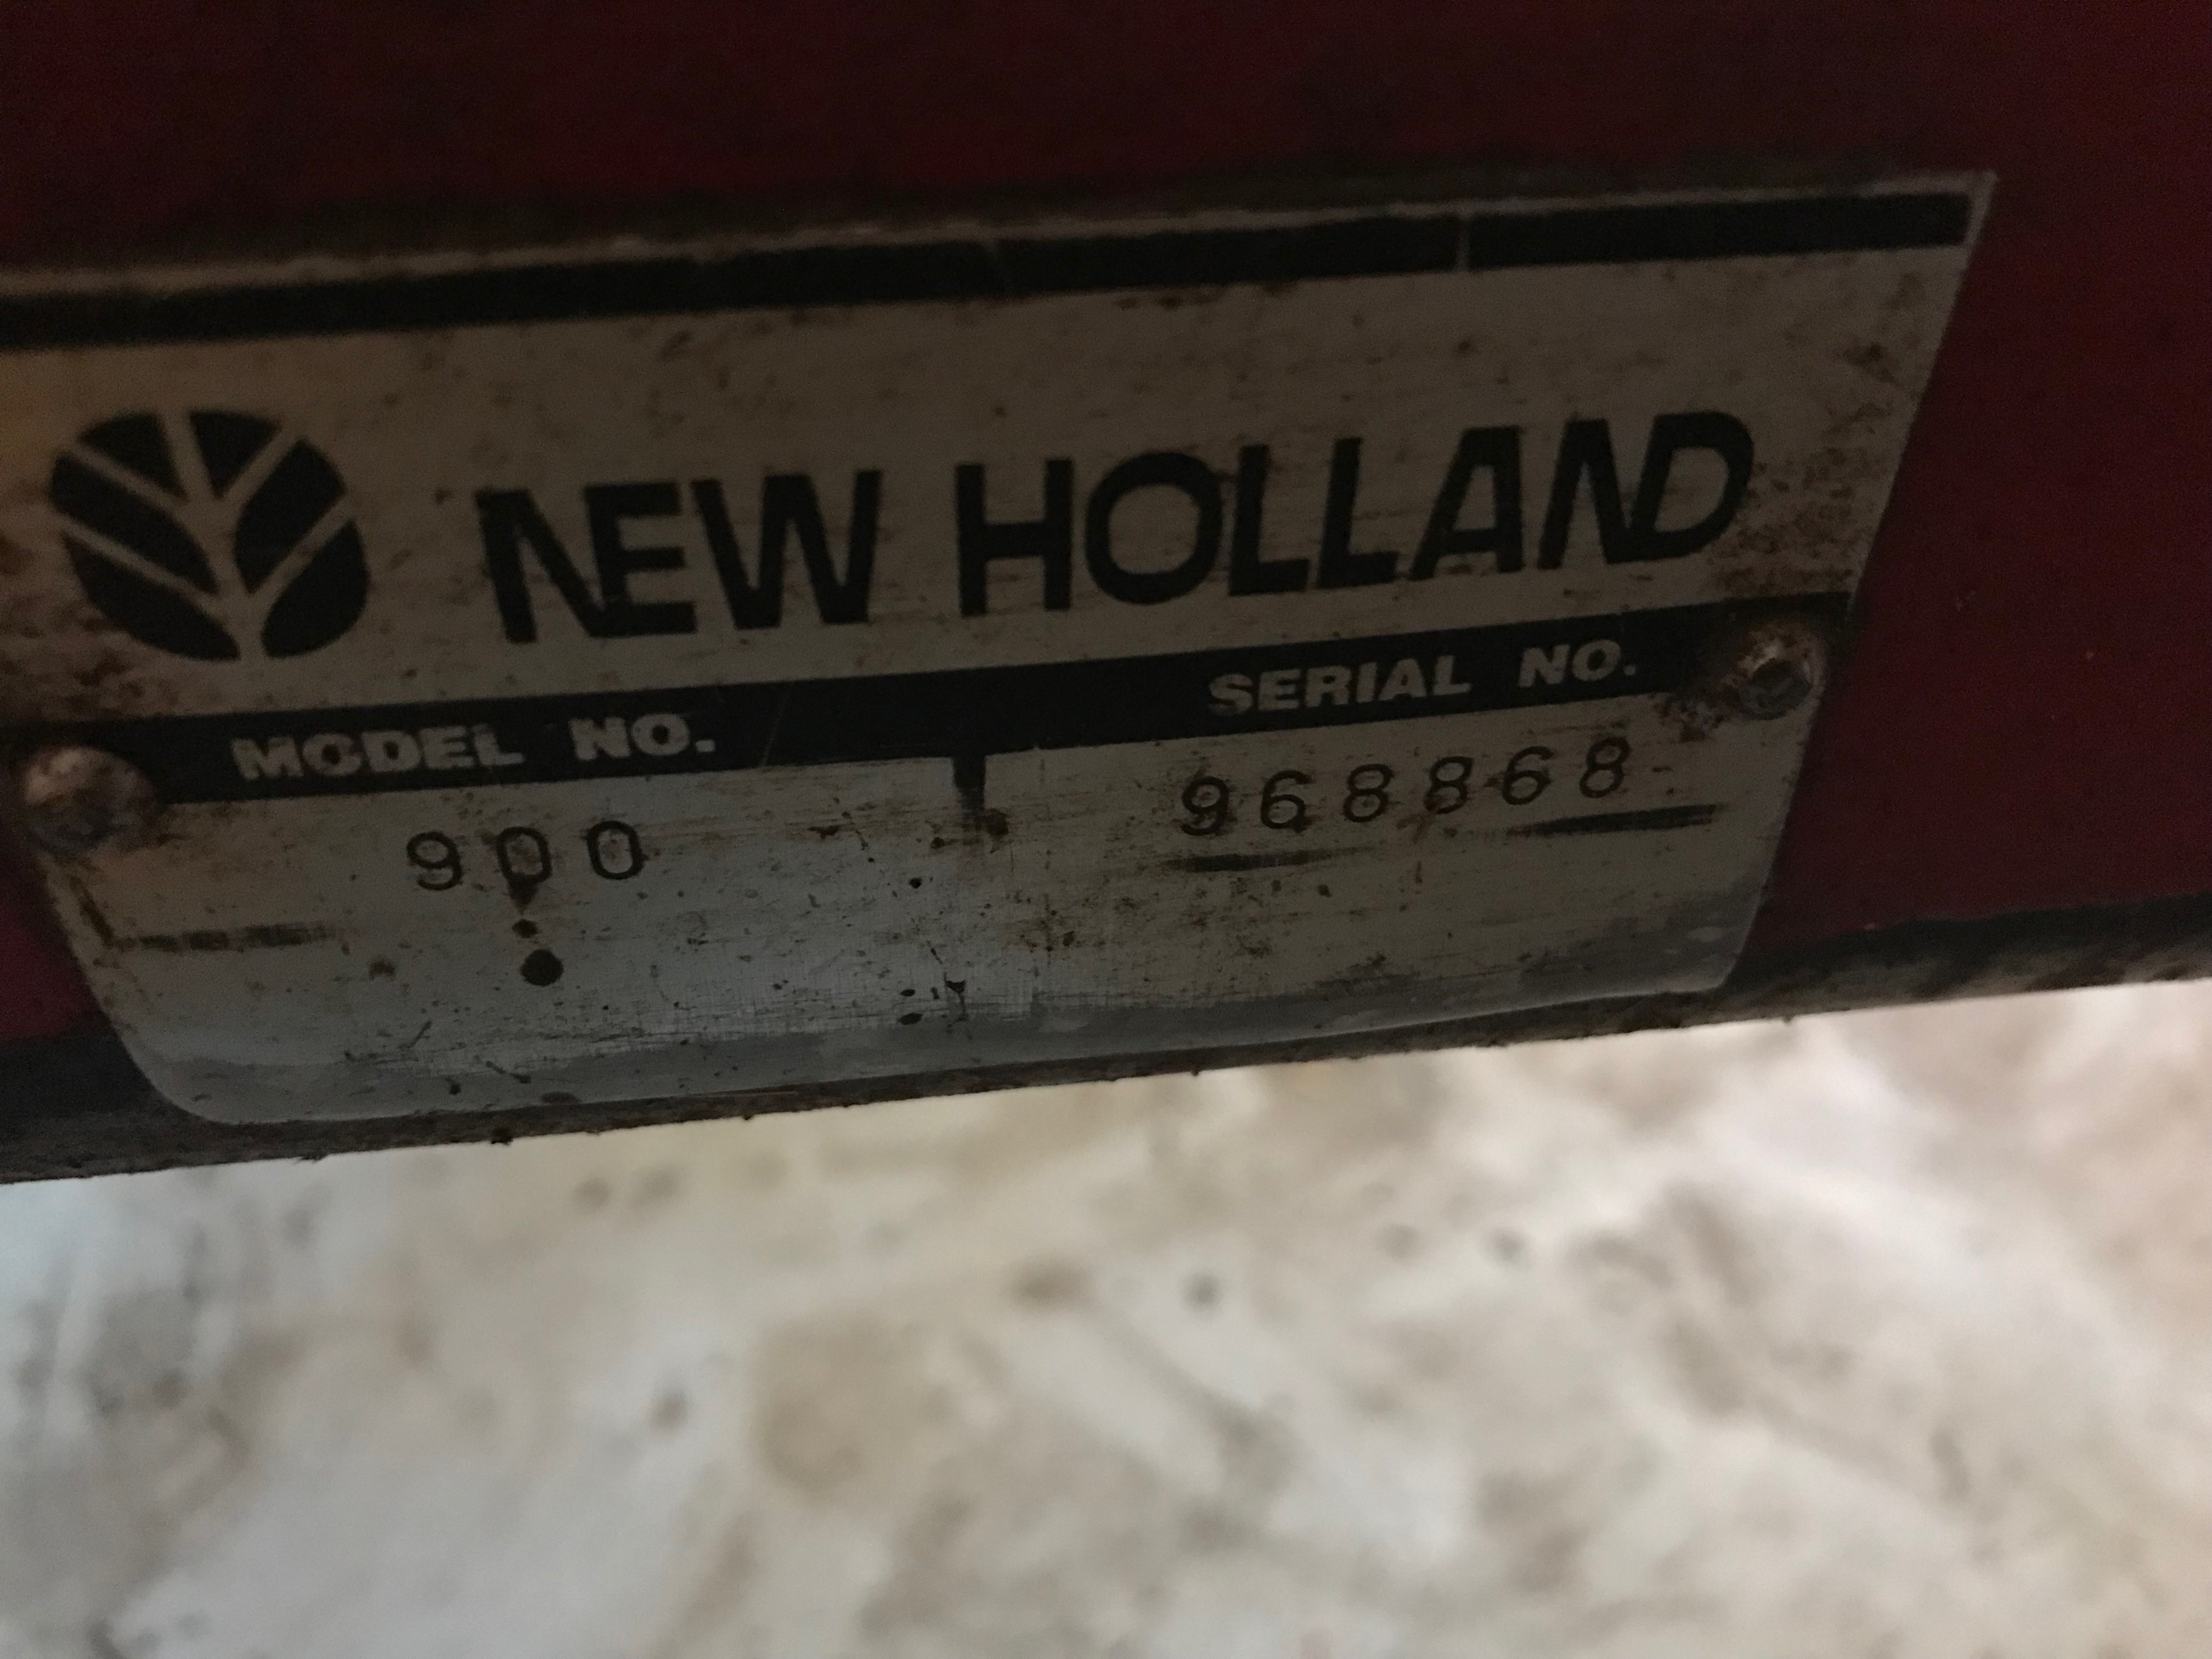 NEW HOLLAND
MODEL NO. SERIAL NO.
900 968868